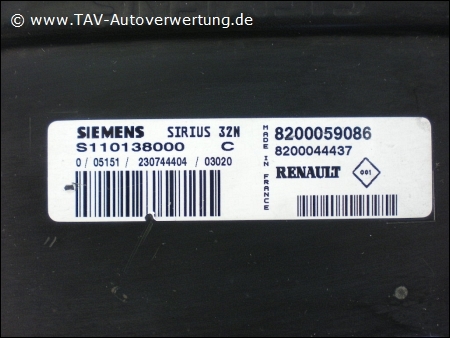 © www.TAV-Autoverwertung.de
SIEMENS SIRIUS 32N
S110138000 C
0 / 05151 / 230744404 / 03020
MADE IN FRANCE
8200059086
8200044437
RENAULT 001